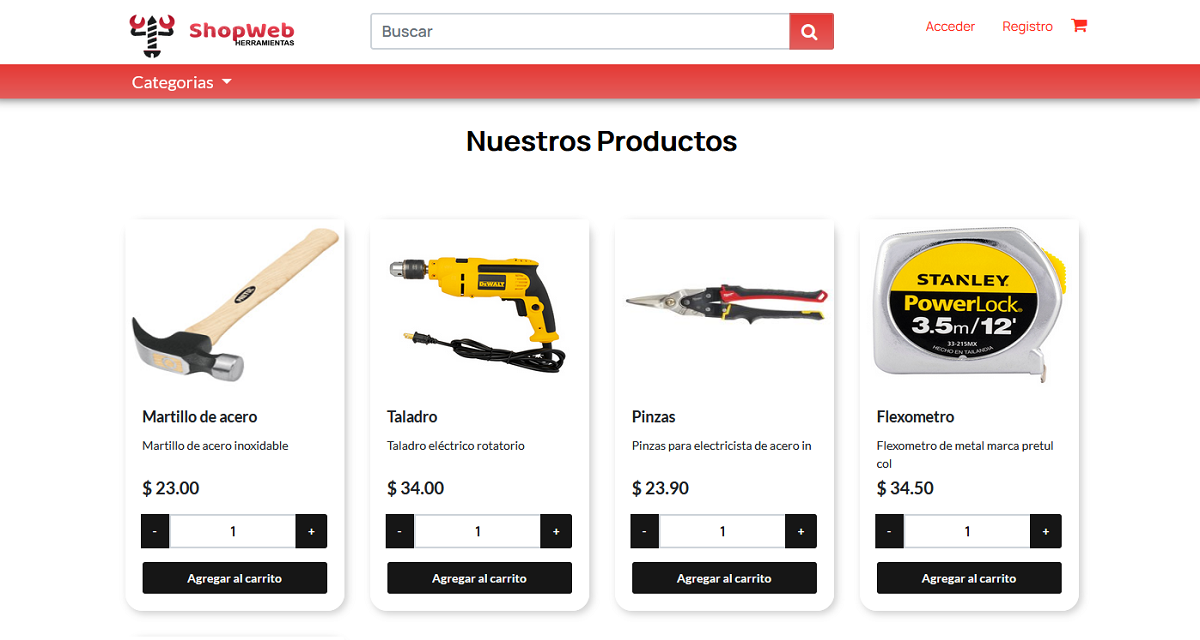 ShopWeb
HERRAMIENTAS
Buscar
Acceder
Registro
Categorias
Nuestros Productos
DEWALT
STANLEY
PowerLock
3.5m/12'
33-215MX
HECHO EN TAILANDIA
Martillo de acero
Martillo de acero inoxidable
$ 23.00
- 1 +
Agregar al carrito
Taladro
Taladro eléctrico rotatorio
$ 34.00
- 1 +
Agregar al carrito
Pinzas
Pinzas para electricista de acero in
$ 23.90
- 1 +
Agregar al carrito
Flexometro
Flexometro de metal marca pretul
col
$ 34.50
- 1 +
Agregar al carrito